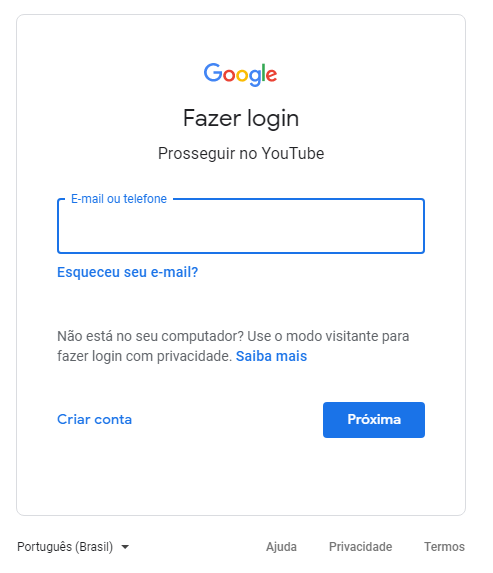 Google
Fazer login
Prosseguir no YouTube
E-mail ou telefone
Esqueceu seu e-mail?
Não está no seu computador? Use o modo visitante para
fazer login com privacidade. Saiba mais
Criar conta
Próxima
Português (Brasil)
Ajuda
Privacidade
Termos